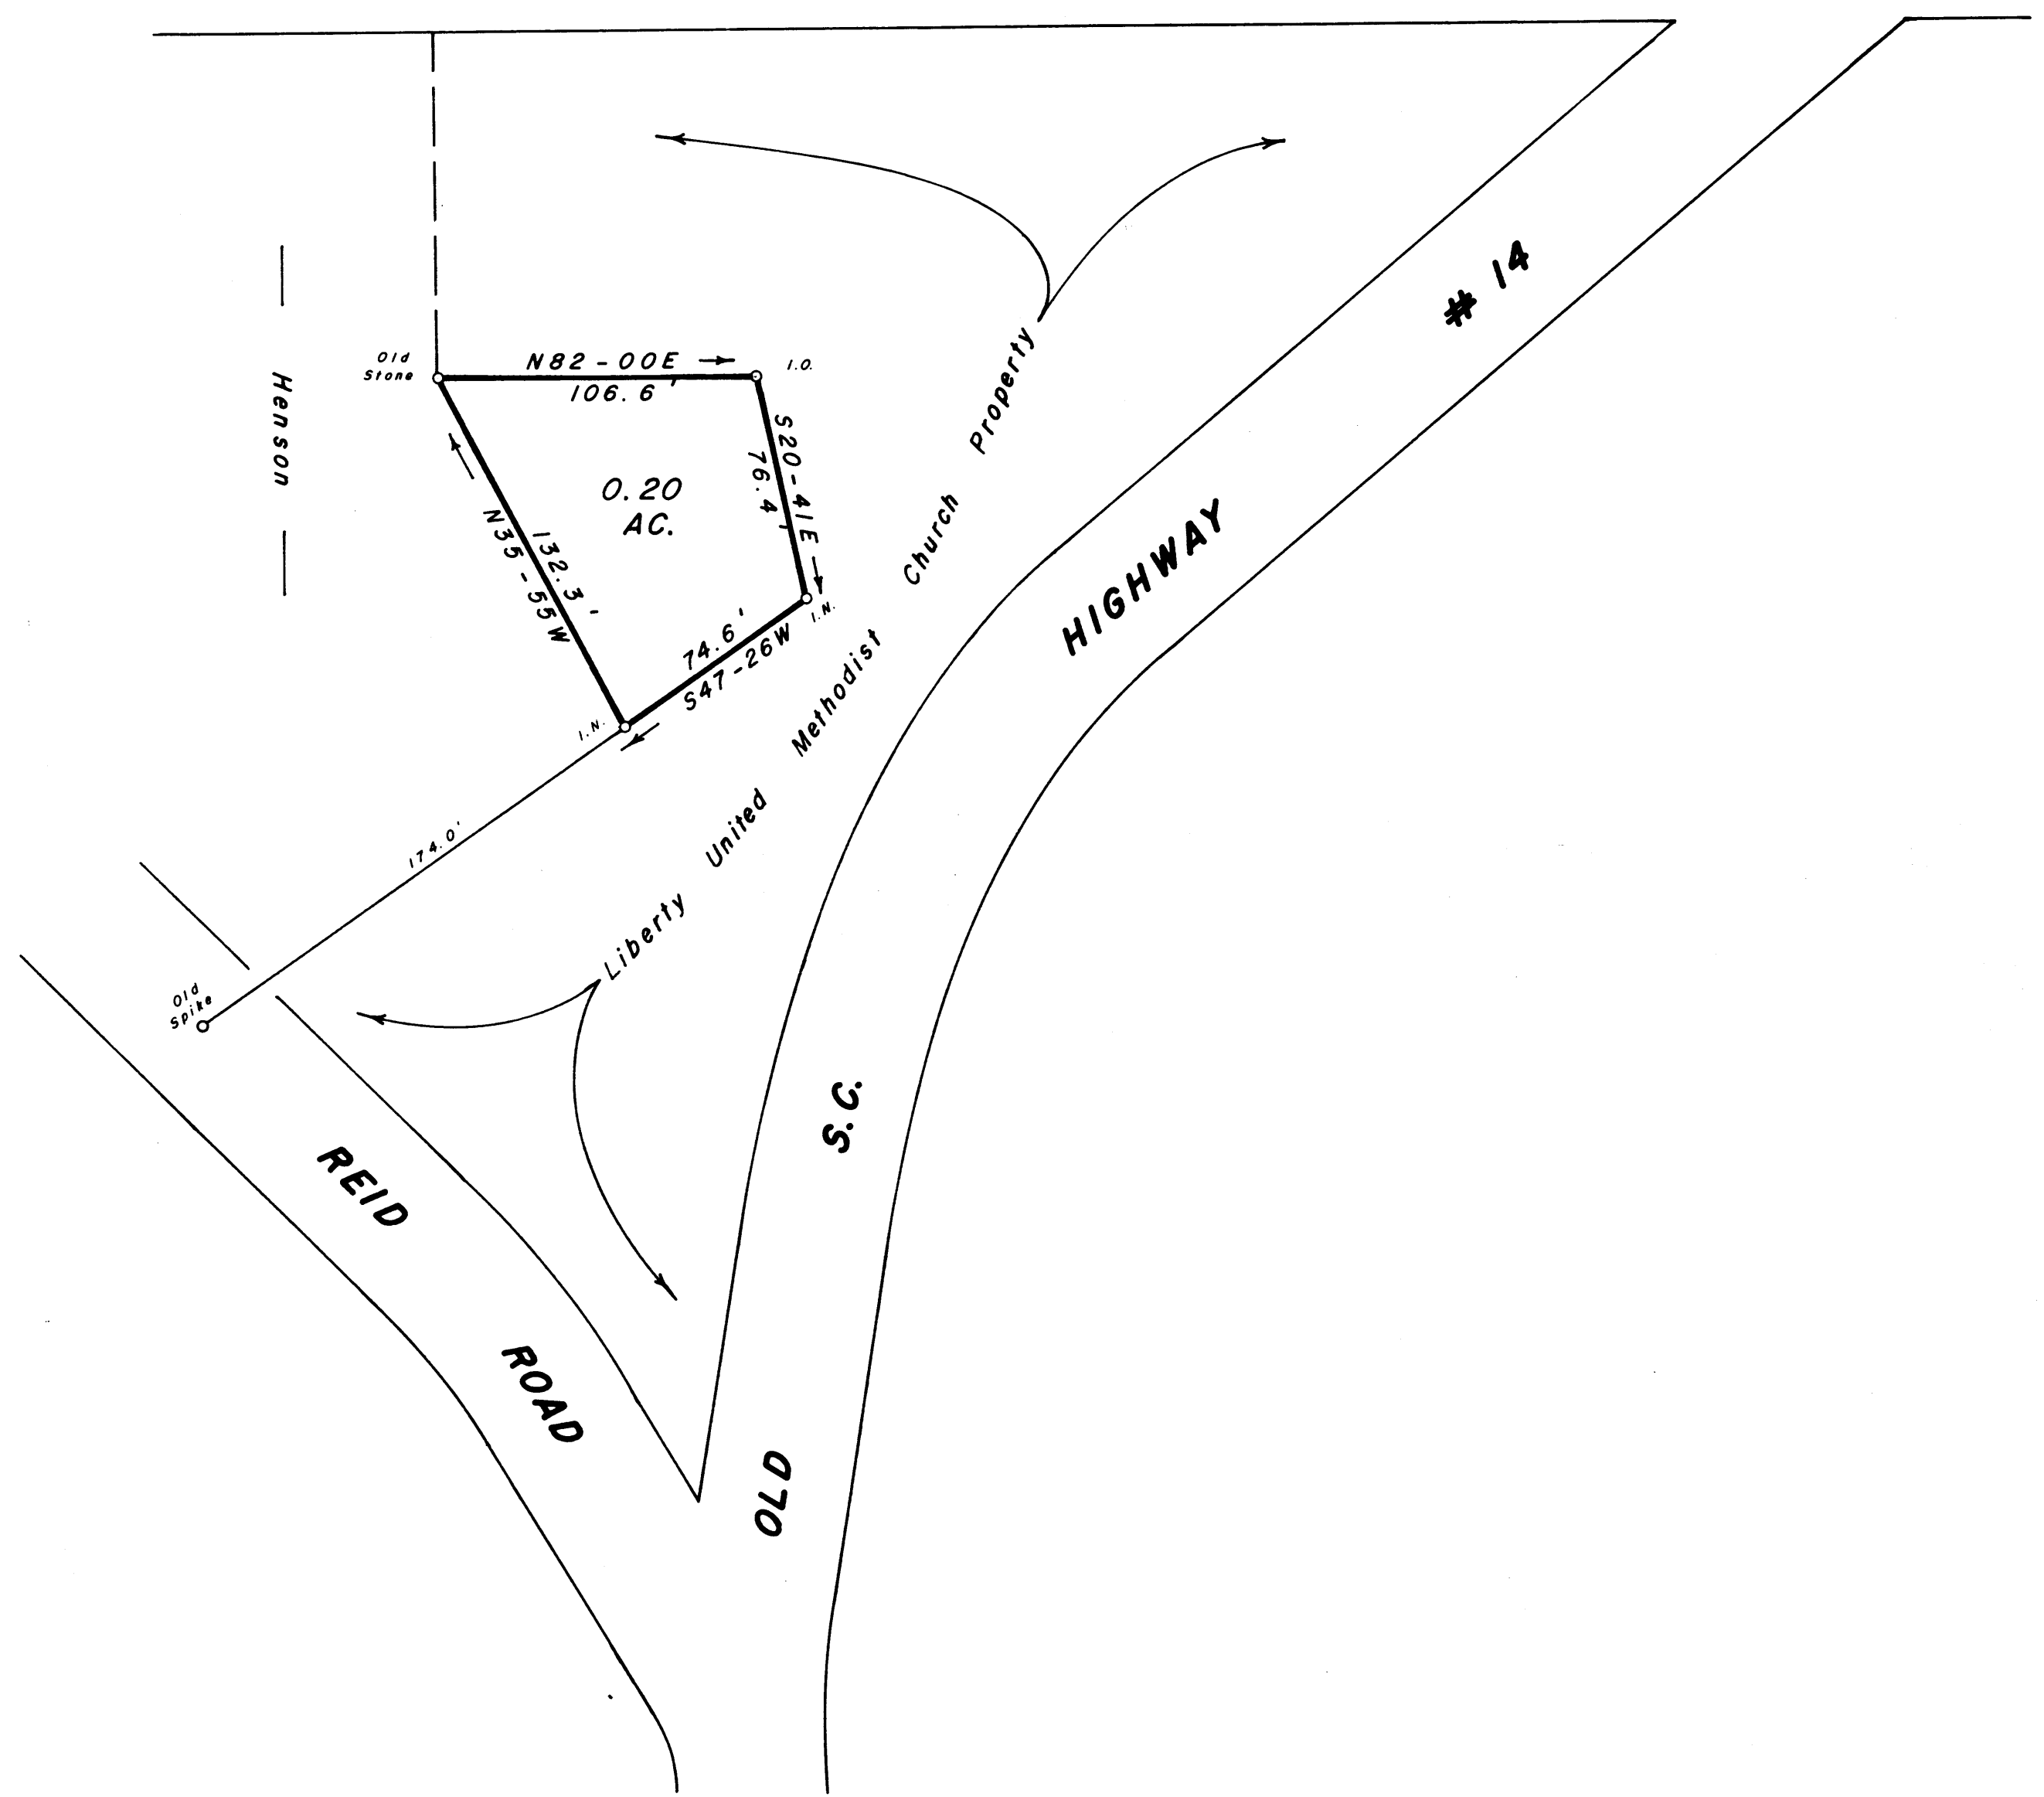 # 14
HIGHWAY
S.C.
OLD
Old
Stone
N82-00E
106.6'
I.O.
Henson
S20-41E
76.4'
0.20
AC.
132.3'
N35-55W
74.6'
S47-26W
I.N.
I.N.
Liberty United Methodist Church Property
174.0'
Old
Spike
REID
ROAD